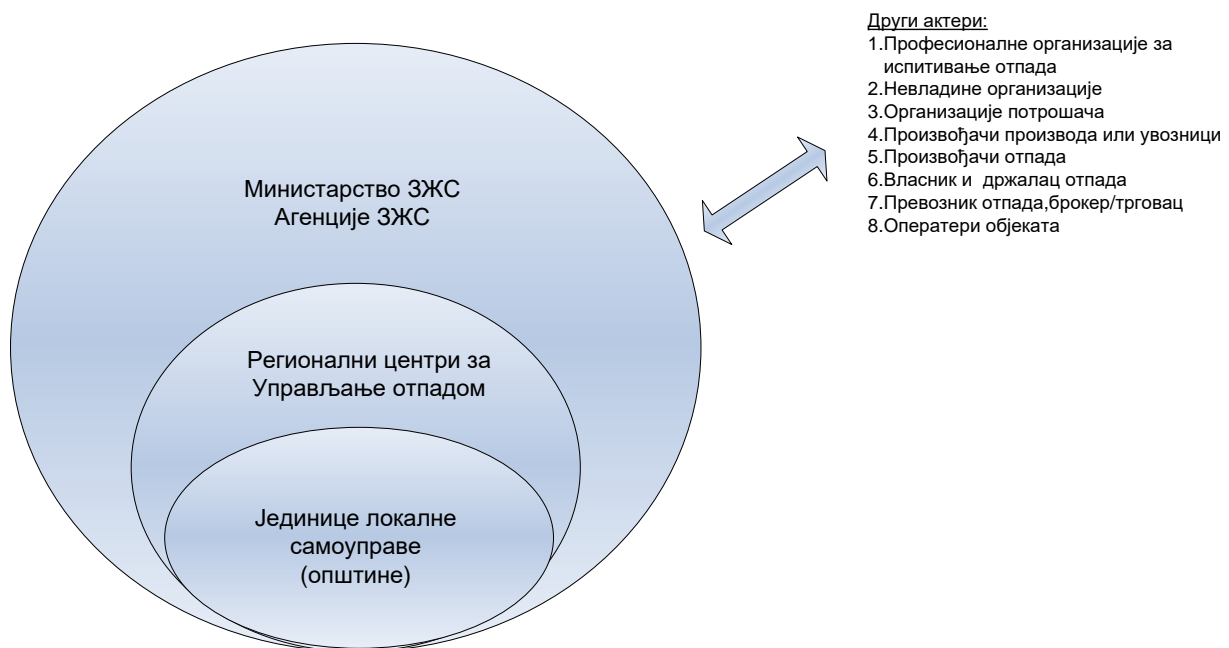 Други актери:
1.Професионалне организације за
испитивање отпада
2.Невладине организације
3.Организације потрошача
4.Произвођачи производа или увозници
5.Произвођачи отпада
6.Власник и  држалац отпада
7.Превозник отпада,брокер/трговац
8.Оператери објеката
Министарство ЗЖС
Агенције ЗЖС
Регионални центри за
Управљање отпадом
Јединице локалне
самоуправе
(општине)